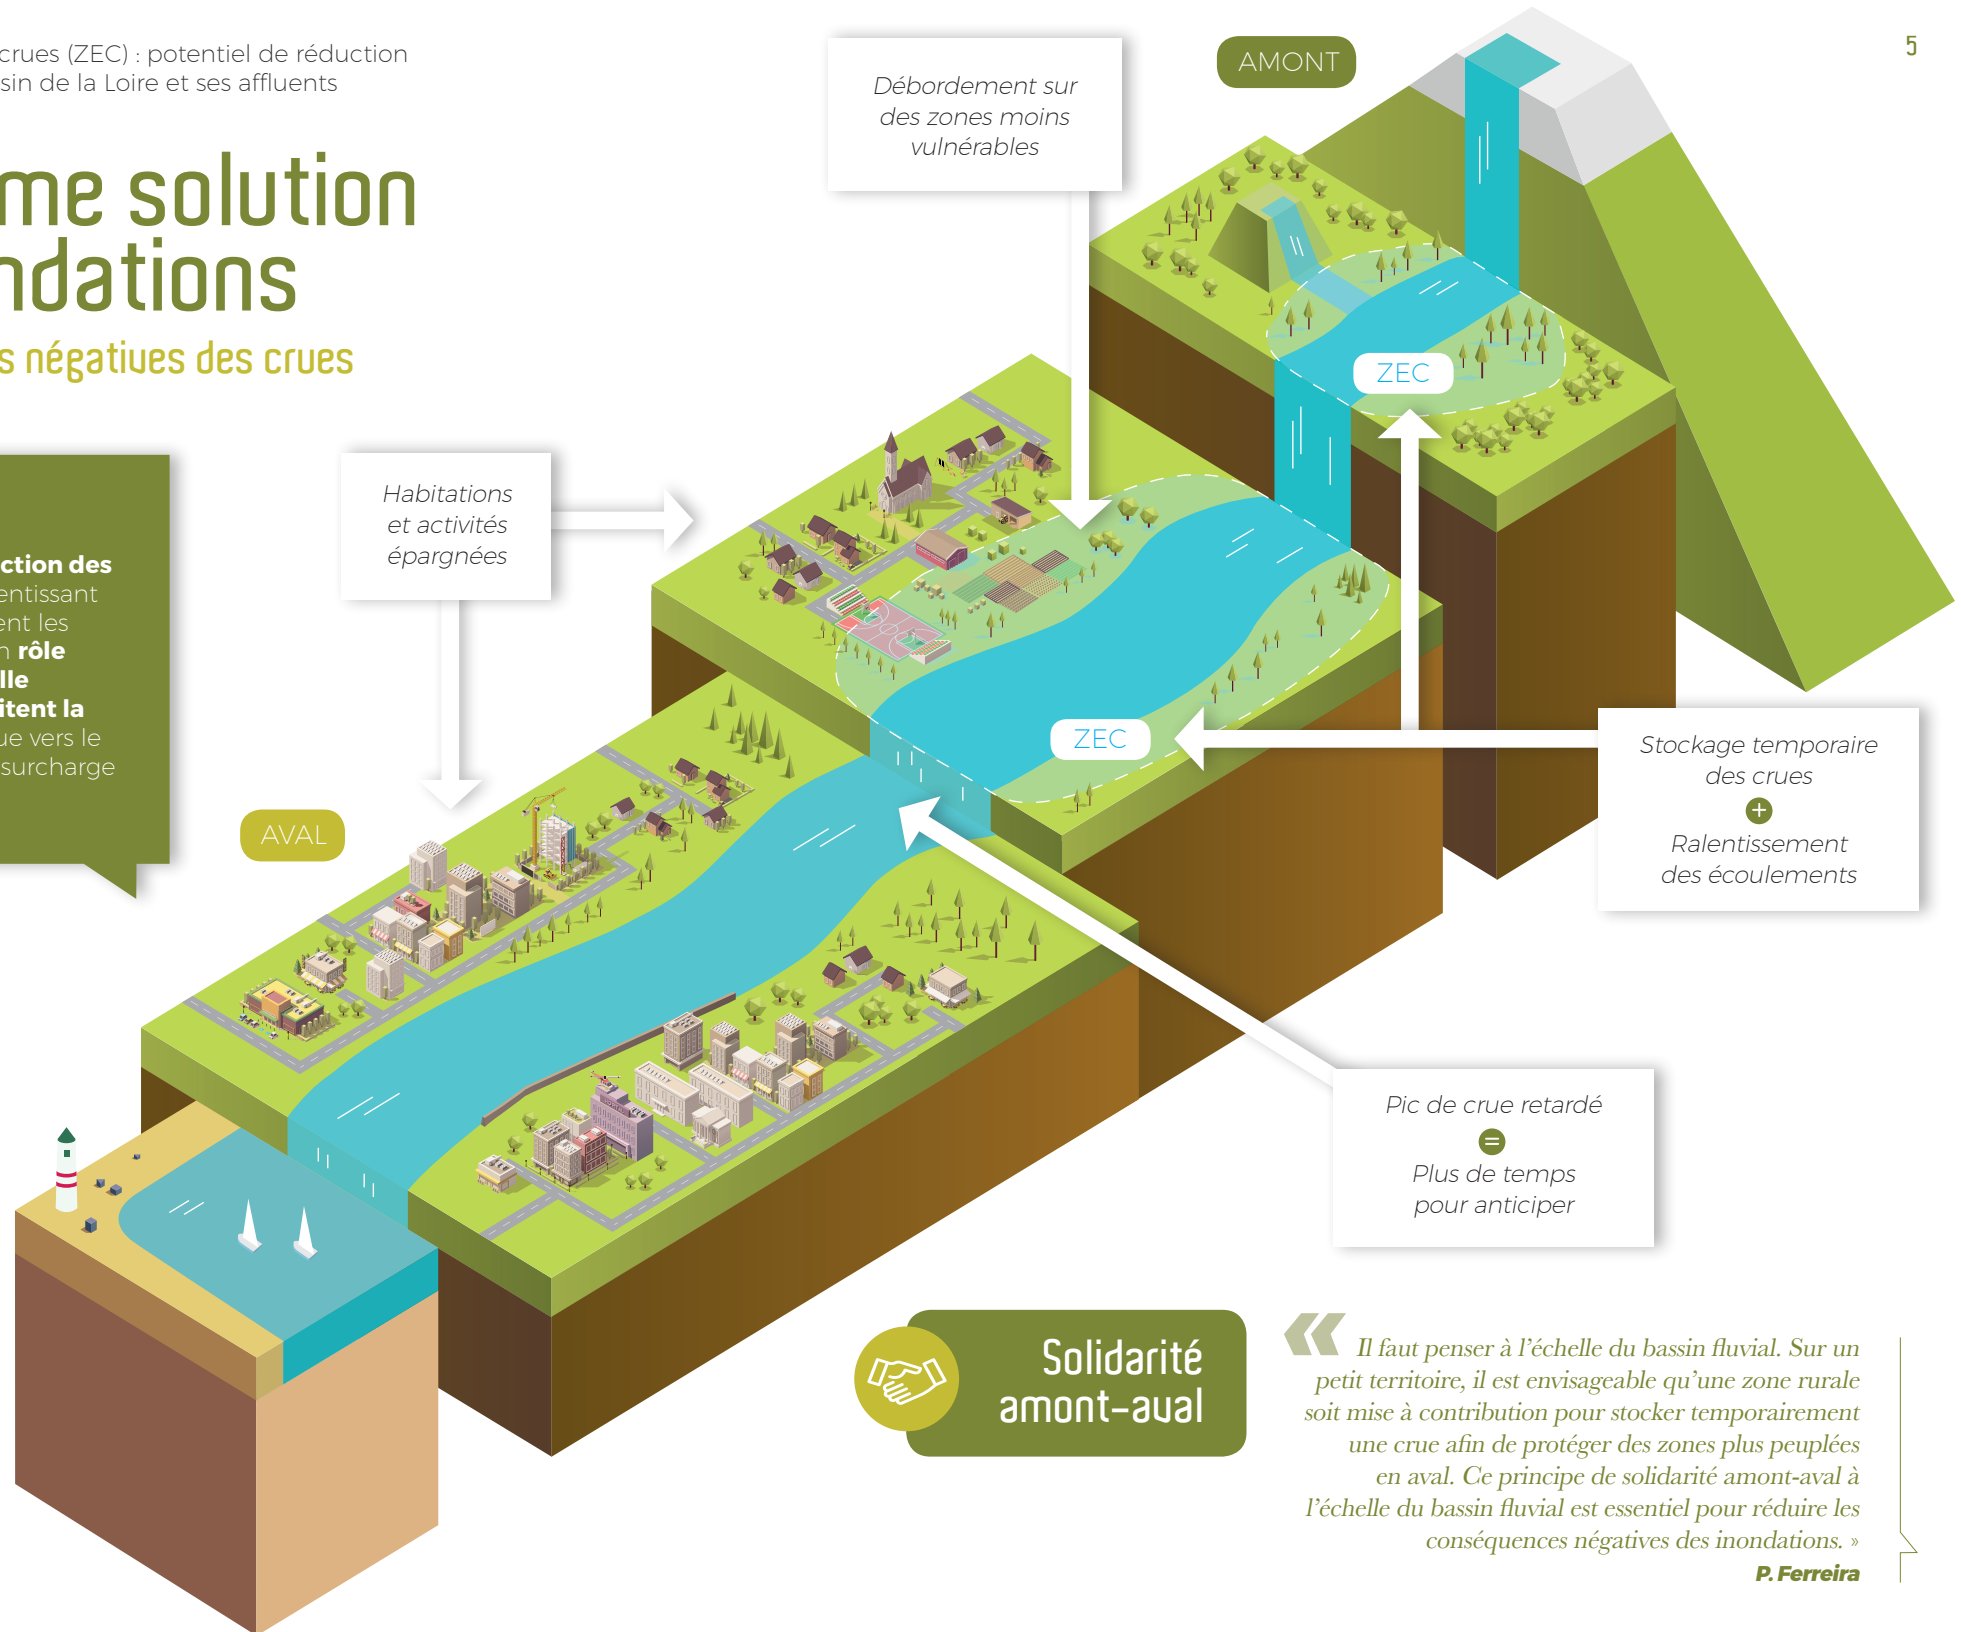 crues (ZEC) : potentiel de réduction
sin de la Loire et ses affluents
5
me solution
ndations
s négatives des crues
ction des
entissant
ent les
n rôle
lle
itent la
ue vers le
surcharge
Débordement sur
des zones moins
vulnérables
AMONT
ZEC
Habitations
et activités
épargnées
ZEC
Stockage temporaire
des crues
+
Ralentissement
des écoulements
AVAL
Pic de crue retardé
=
Plus de temps
pour anticiper
Solidarité
amont-aval
« Il faut penser à l’échelle du bassin fluvial. Sur un
petit territoire, il est envisageable qu’une zone rurale
soit mise à contribution pour stocker temporairement
une crue afin de protéger des zones plus peuplées
en aval. Ce principe de solidarité amont-aval à
l’échelle du bassin fluvial est essentiel pour réduire les
conséquences négatives des inondations. »
P. Ferreira